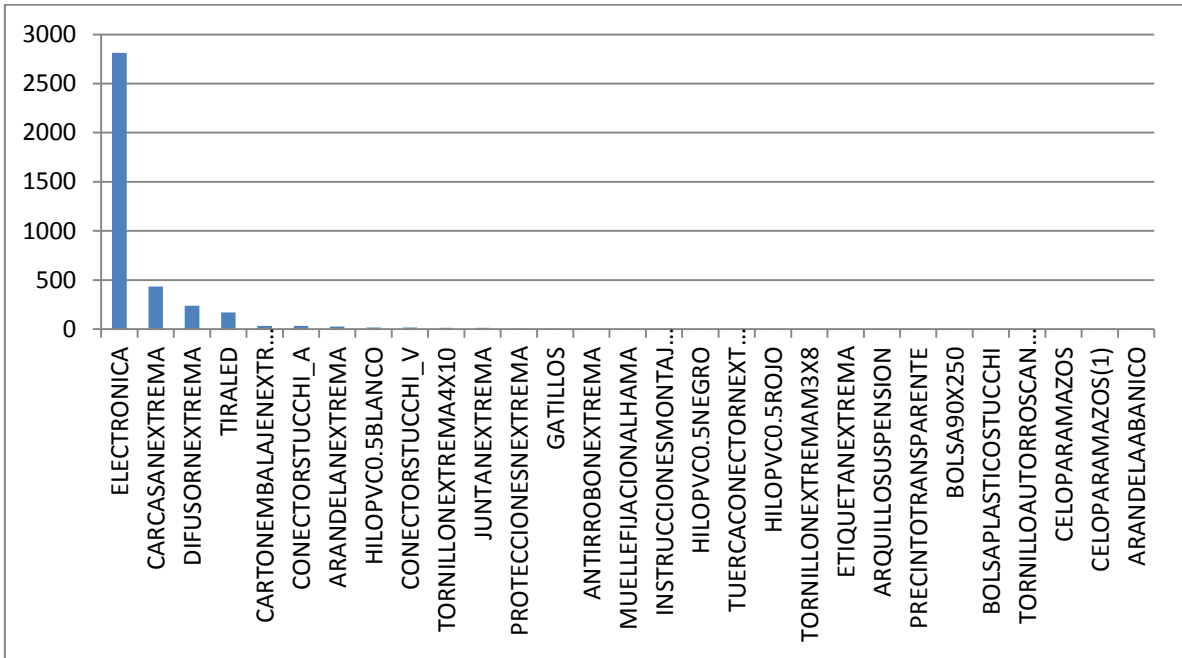 3000
2500
2000
1500
1000
500
0
ELECTRONICA
CARCASANEXTREMA
DIFUSORNEXTREMA
TIRALED
CARTONEMBALAJENEXTR...
CONECTORSTUCCHI_A
ARANDELANEXTREMA
HILOPVC0.5BLANCO
CONECTORSTUCCHI_V
TORNILLONEXTREMA4X10
JUNTANEXTREMA
PROTECCIONESNEXTREMA
GATILLOS
ANTIRROBONEXTREMA
MUELLEFIJACIONALHAMA
INSTRUCCIONESMONTAJ...
HILOPVC0.5NEGRO
TUERCACONECTORNEXT...
HILOPVC0.5ROJO
TORNILLONEXTREMAM3X8
ETIQUETANEXTREMA
ARQUILLOSUSPENSION
PRECINTOTRANSPARENTE
BOLSA90X250
BOLSAPLASTICOSTUCCHI
TORNILLOAUTORROSCAN...
CELOPARAMAZOS
CELOPARAMAZOS(1)
ARANDELAABANICO